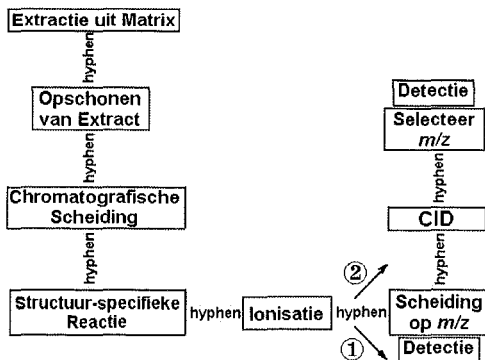 Extractie uit Matrix
hyphen
Opschonen
van Extract
hyphen
Chromatografische
Scheiding
hyphen
Structuur-specifieke
Reactie
hyphen
Ionisatie
hyphen
①
②
Scheiding
op m/z
Detectie
hyphen
CID
hyphen
Selecteer
m/z
Detectie